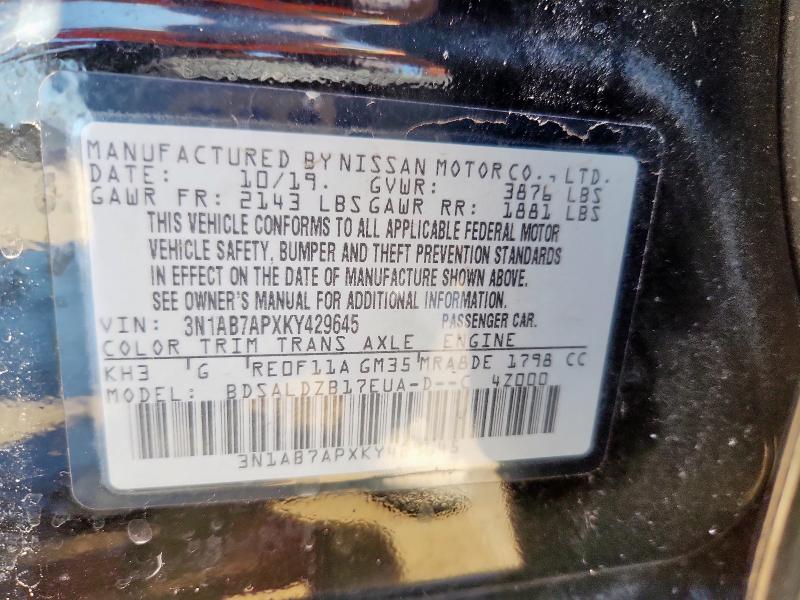 MANUFACTURED BY NISSAN MOTOR CO., LTD.
DATE: 10/19. GVWR: 3876 LBS
GAWR FR: 2143 LBS GAWR RR: 1881 LBS
THIS VEHICLE CONFORMS TO ALL APPLICABLE FEDERAL MOTOR
VEHICLE SAFETY, BUMPER AND THEFT PREVENTION STANDARDS
IN EFFECT ON THE DATE OF MANUFACTURE SHOWN ABOVE.
SEE OWNER'S MANUAL FOR ADDITIONAL INFORMATION.
VIN: 3N1AB7APXKY429645 PASSENGER CAR.
COLOR TRIM TRANS AXLE ENGINE
KH3 G RE0F11A GM35 MRA8DE 1798 CC
MODEL: BDSALDZB17EUA-D--C 4Z000
3N1AB7APXKY429645